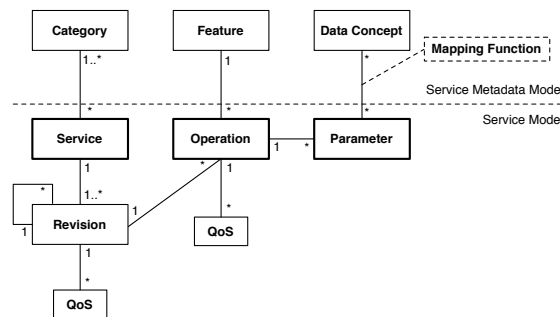 Category
Feature
Data Concept
1..*
1
*
Mapping Function
Service Metadata Mode
*
*
*
Service Mode
Service
Operation
1
*
Parameter
1
*
1
*
1..*
1
Revision
1
*
QoS
1
*
QoS